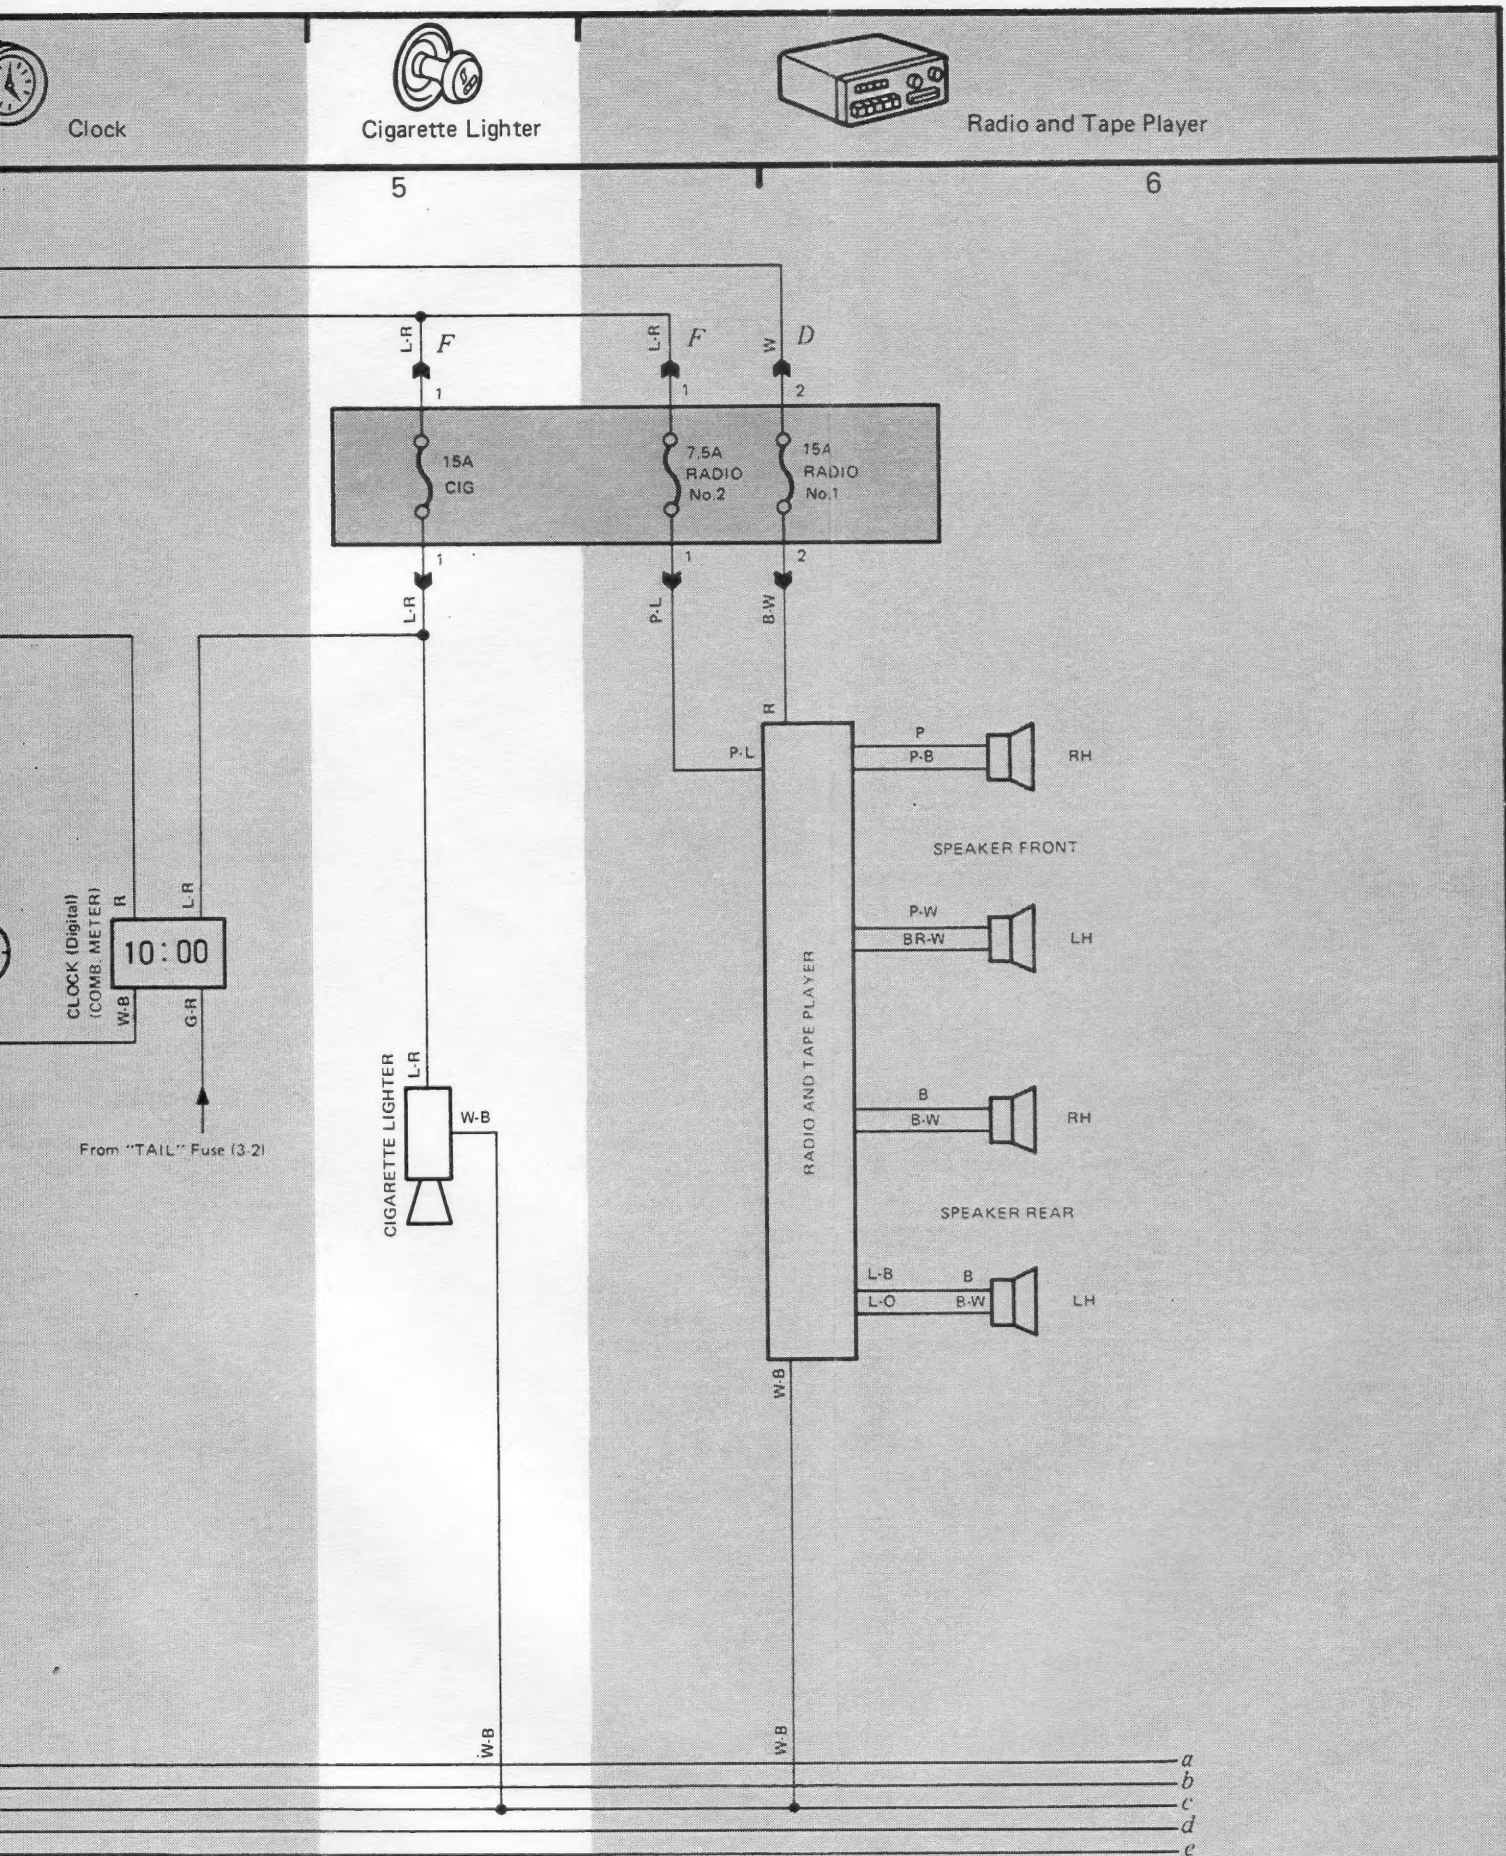 Clock
Cigarette Lighter
Radio and Tape Player
5
6
L-R
F
L-R
F
W
D
1
1
2
15A
CIG
7.5A
RADIO
No.2
15A
RADIO
No.1
1
1
2
L-R
P-L
B-W
R
P-L
P
P-B
RH
SPEAKER FRONT
CLOCK (Digital)
(COMB. METER)
R
L-R
10:00
W-B
G-R
From "TAIL" Fuse (3-2)
P-W
BR-W
LH
RADIO AND TAPE PLAYER
L-R
CIGARETTE LIGHTER
W-B
B
B-W
RH
SPEAKER REAR
L-B
B
L-O
B-W
LH
W-B
W-B
W-B
a
b
c
d
e